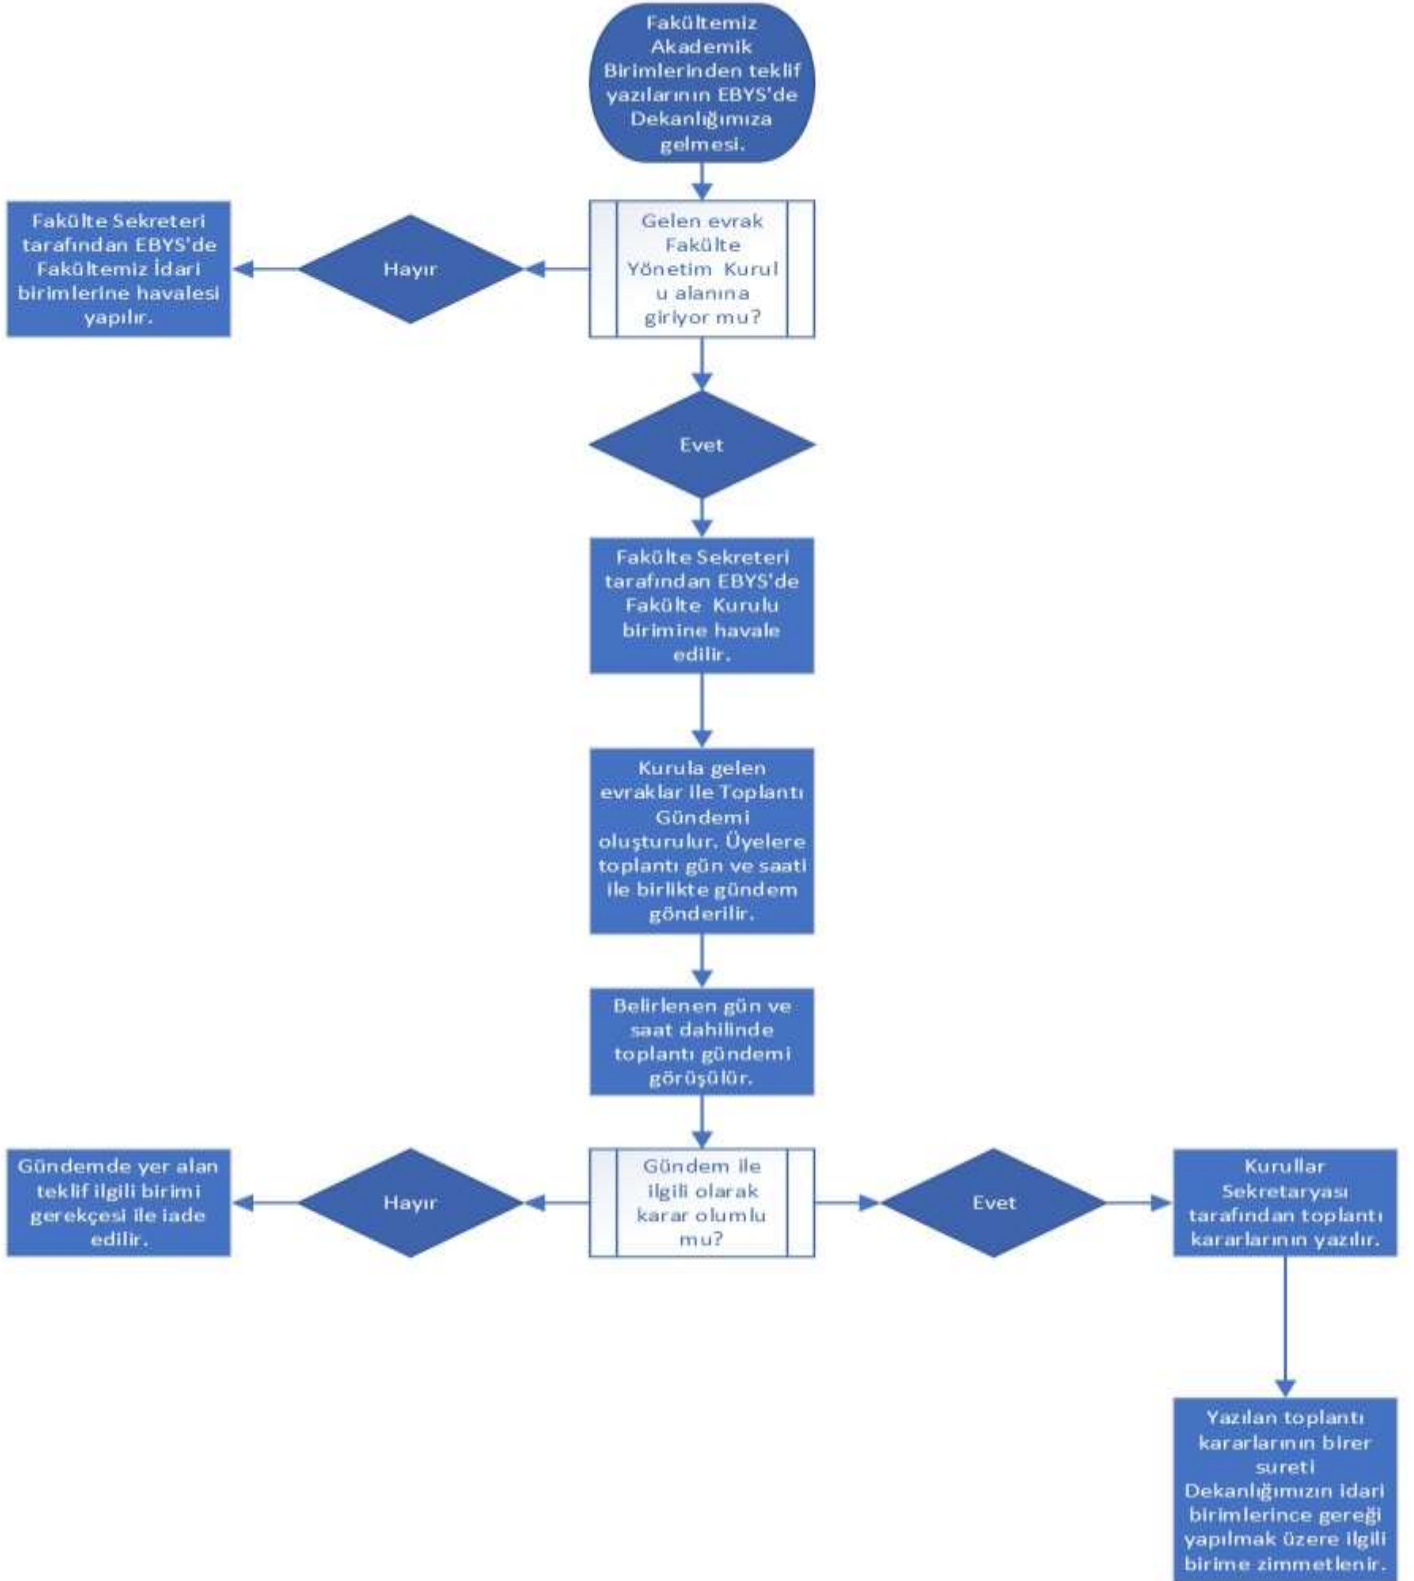 Fakültemiz
Akademik
Birimlerinden teklif
yazılarının EBYS'de
Dekanlığımıza
gelmesi.
Gelen evrak
Fakülte
Yönetim Kurul
u alanına
giriyor mu?
Hayır
Fakülte Sekreteri
tarafından EBYS'de
Fakültemiz İdari
birimlerine havalesi
yapılır.
Evet
Fakülte Sekreteri
tarafından EBYS'de
Fakülte Kurulu
birimine havale
edilir.
Kurula gelen
evraklar ile Toplantı
Gündemi
oluşturulur. Üyelere
toplantı gün ve saati
ile birlikte gündem
gönderilir.
Belirlenen gün ve
saat dahilinde
toplantı gündemi
görüşülür.
Gündem ile
ilgili olarak
karar olumlu
mu?
Hayır
Gündemde yer alan
teklif ilgili birimi
gerekçesi ile iade
edilir.
Evet
Kurullar
Sekretaryası
tarafından toplantı
kararlarının yazılır.
Yazılan toplantı
kararlarının birer
sureti
Dekanlığımızın idari
birimlerince gereği
yapılmak üzere ilgili
birime zimmetlenir.